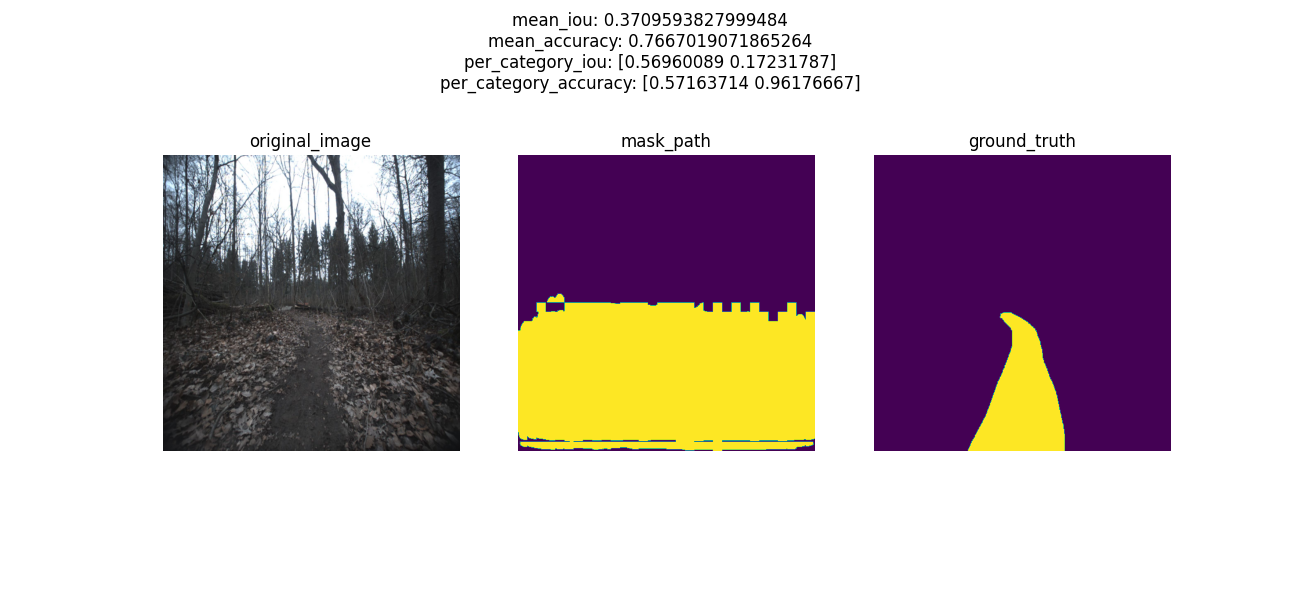 mean_iou: 0.3709593827999484
mean_accuracy: 0.7667019071865264
per_category_iou: [0.56960089 0.17231787]
per_category_accuracy: [0.57163714 0.96176667]
original_image
mask_path
ground_truth